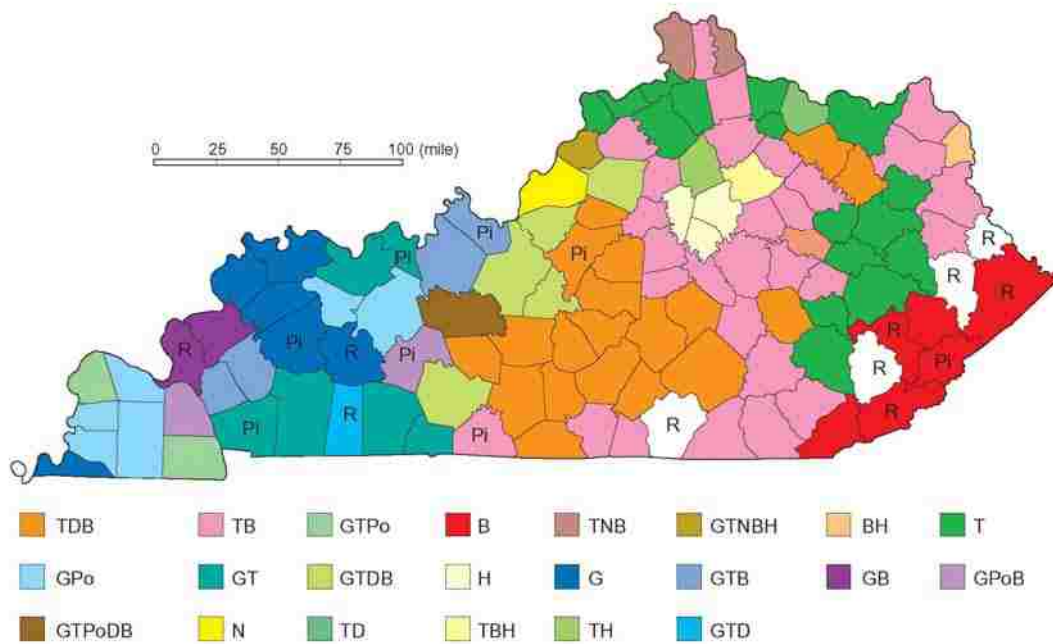 0 25 50 75 100 (mile)
Pi
R
Pi
Pi
Pi
R
R
R
R
Pi
R
R
Pi
R
Pi
R
Pi
R
R
R
TDB TB GTPo B TNB GTNBH BH T
GPo GT GTDB H G GTB GB GPoB
GTPoDB N TD TBH TH GTD